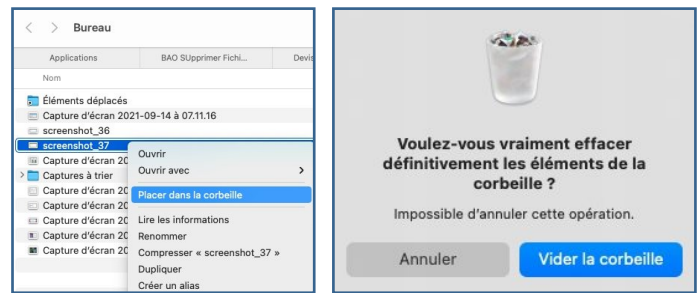 Bureau
Applications
BAO SUpprimer Fichi...
Devis
Nom
Éléments déplacés
Capture d'écran 2021-09-14 à 07.11.16
screenshot_36
screenshot_37
Capture d'écran 20
Captures à trier
Capture d'écran 20
Capture d'écran 20
Capture d'écran 20
Capture d'écran 20
Capture d'écran 20
Ouvrir
Ouvrir avec
Placer dans la corbeille
Lire les informations
Renommer
Compresser « screenshot_37 »
Dupliquer
Créer un alias
Voulez-vous vraiment effacer
définitivement les éléments de la
corbeille ?
Impossible d'annuler cette opération.
Annuler
Vider la corbeille